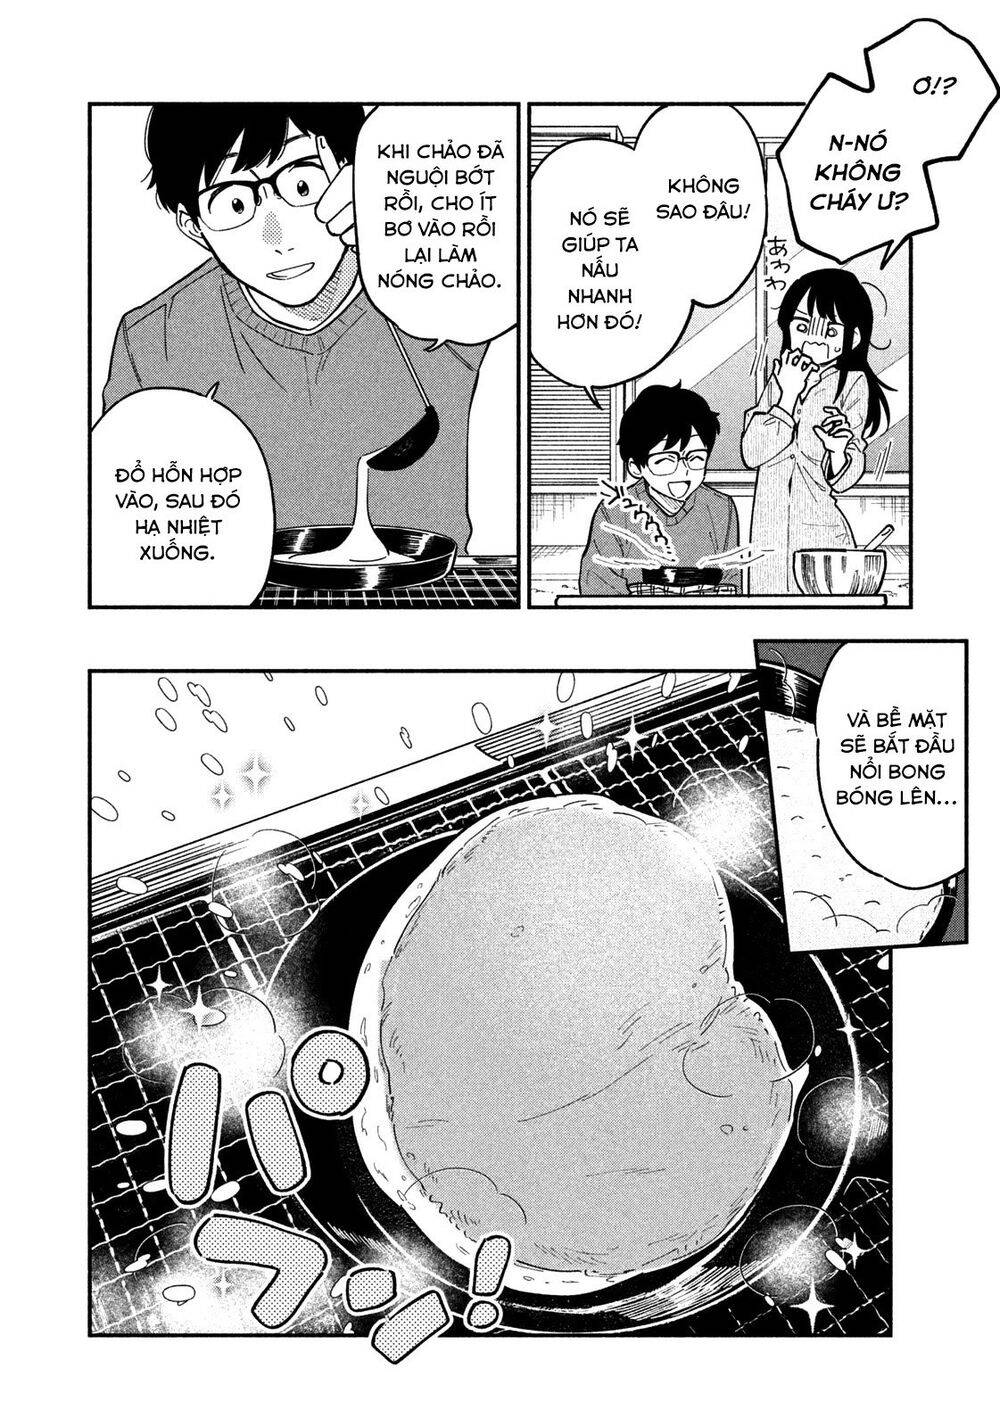 Ơ!?
N-NÓ
KHÔNG
CHÁY Ư?
あわわ
KHÔNG
SAO ĐÂU!
NÓ SẼ
GIÚP TA
NẤU
NHANH
HƠN ĐÓ!
KHI CHẢO ĐÃ
NGUỘI BỚT
RỒI, CHO ÍT
BƠ VÀO RỒI
LẠI LÀM
NÓNG CHẢO.
ĐỔ HỖN HỢP
VÀO, SAU ĐÓ
HẠ NHIỆT
XUỐNG.
VÀ BỀ MẶT
SẼ BẮT ĐẦU
NỔI BONG
BÓNG LÊN...
パ
フン!